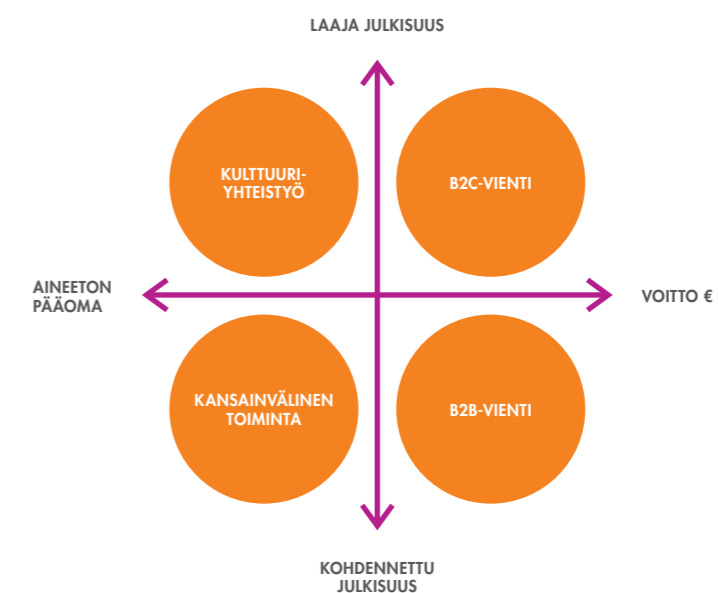 LAAJA JULKISUUS
KULTTUURI-
YHTEISTYÖ
B2C-VIENTI
AINEETON
PÄÄOMA
VOITTO €
KANSAINVÄLINEN
TOIMINTA
B2B-VIENTI
KOHDENNETTU
JULKISUUS